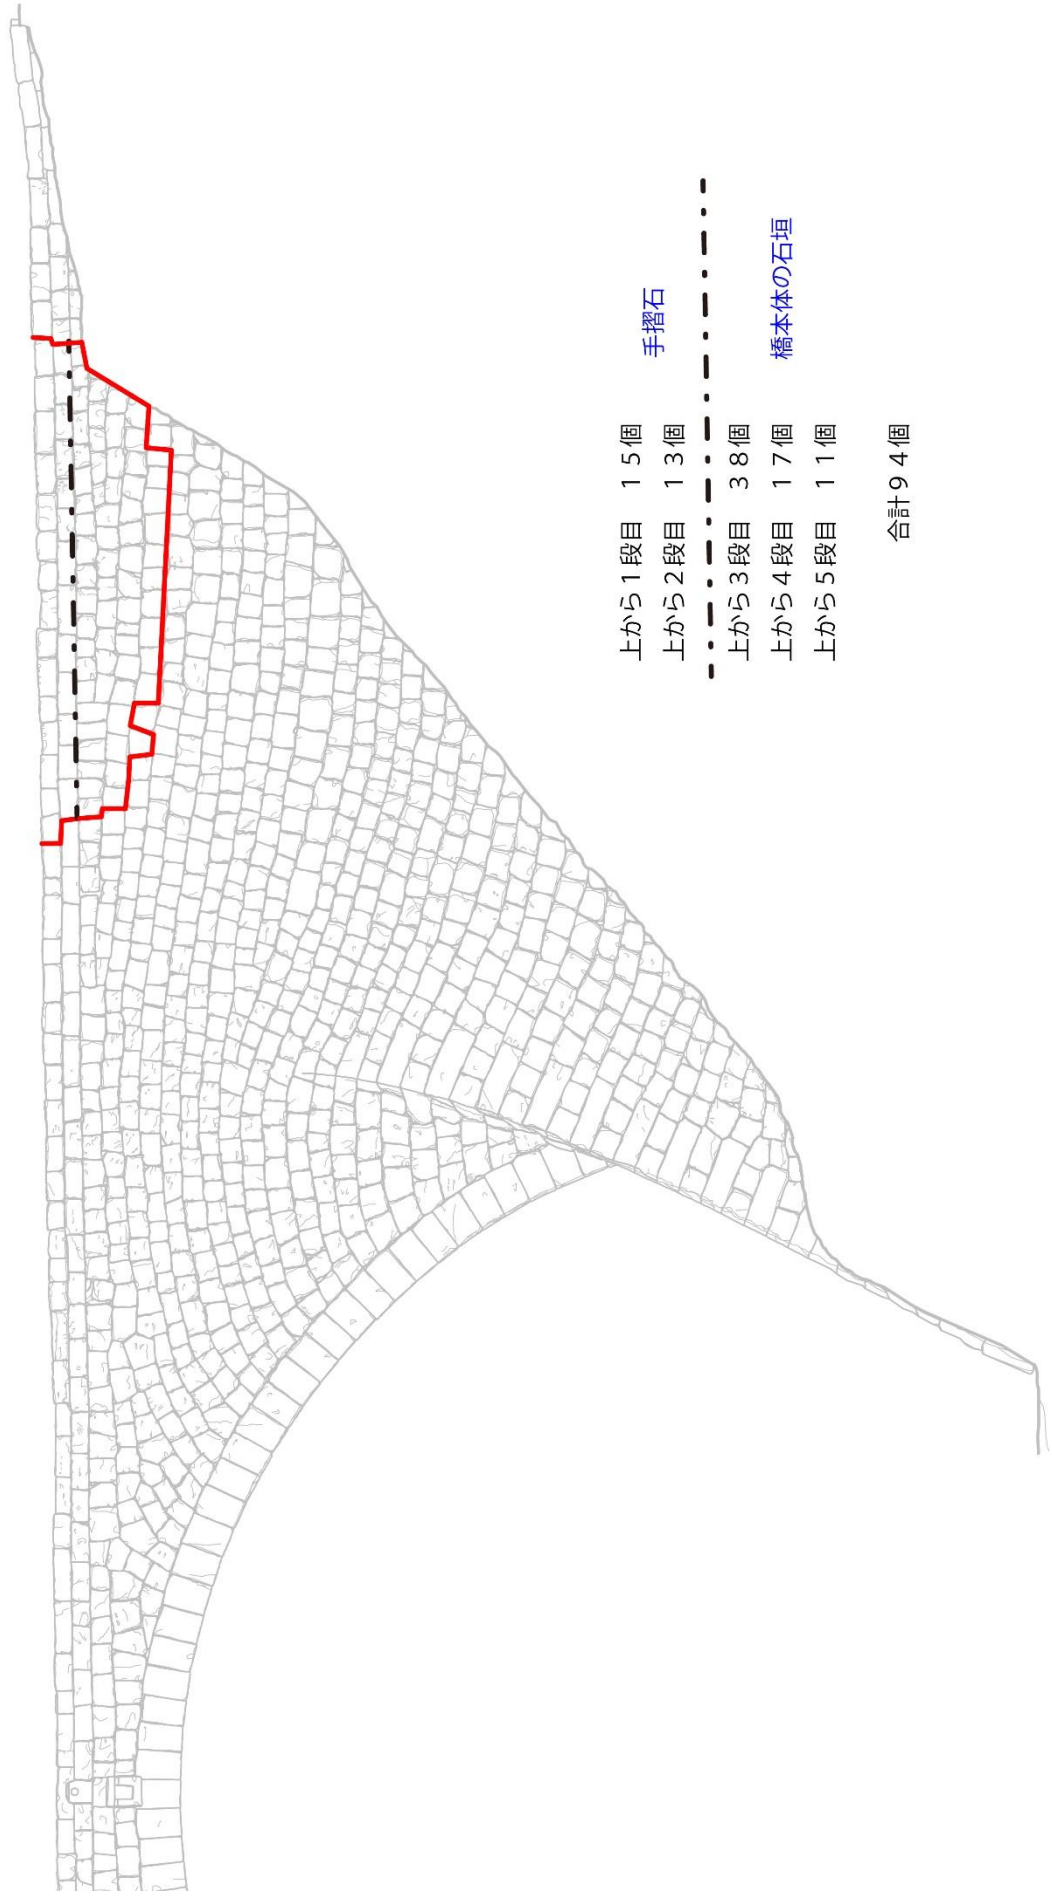 手摺石
上から1段目 15個
上から2段目 13個
橋本体の石垣
上から3段目 38個
上から4段目 17個
上から5段目 11個
合計94個